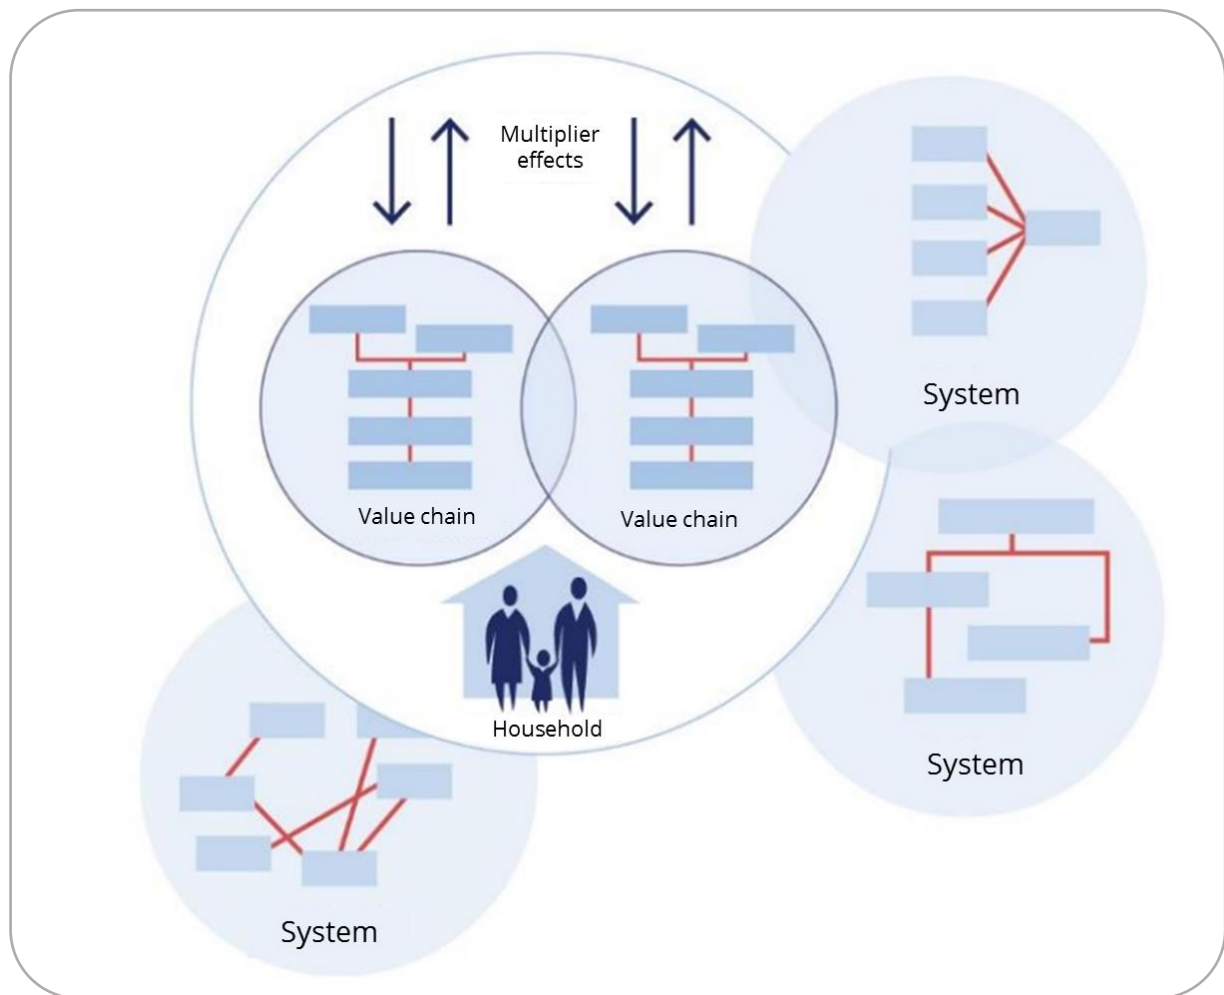 Multiplier
effects
System
Value chain
Value chain
System
Household
System